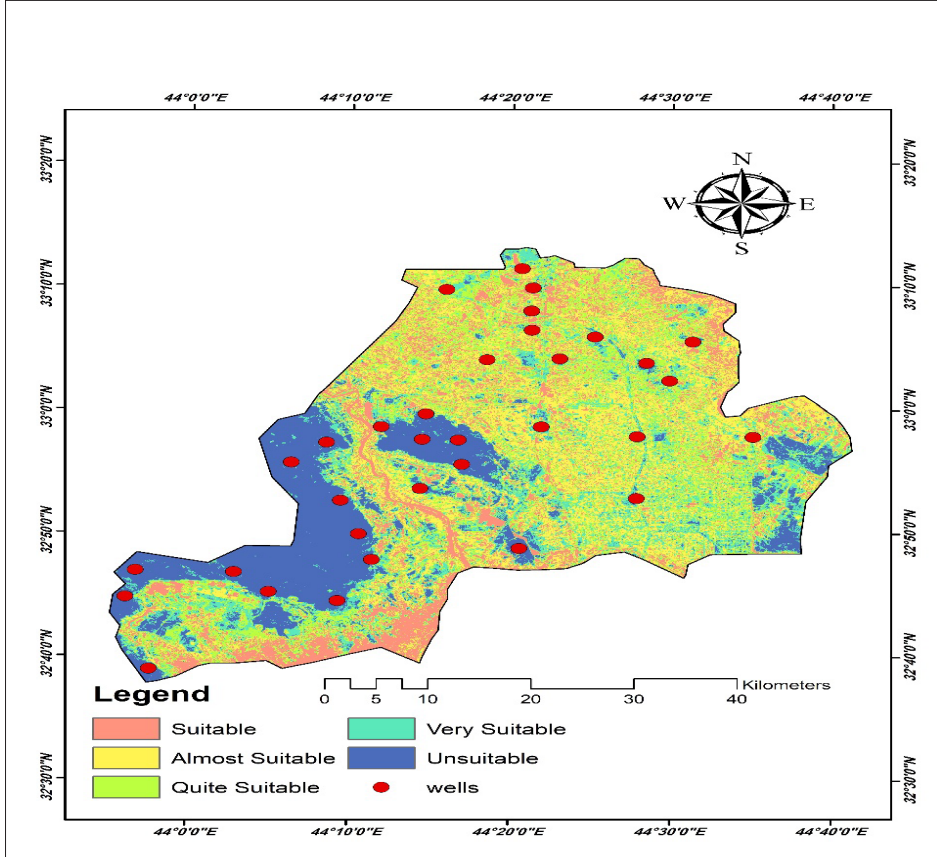 44°0'0"E 44°10'0"E 44°20'0"E 44°30'0"E 44°40'0"E
33°20'0"N 33°20'0"N
N
W E
S
33°10'0"N 33°10'0"N
33°0'0"N 33°0'0"N
32°50'0"N 32°50'0"N
32°40'0"N 32°40'0"N
Legend
Kilometers
0 5 10 20 30 40
Suitable Very Suitable
Almost Suitable Unsuitable
Quite Suitable wells
32°30'0"N 32°30'0"N
44°0'0"E 44°10'0"E 44°20'0"E 44°30'0"E 44°40'0"E